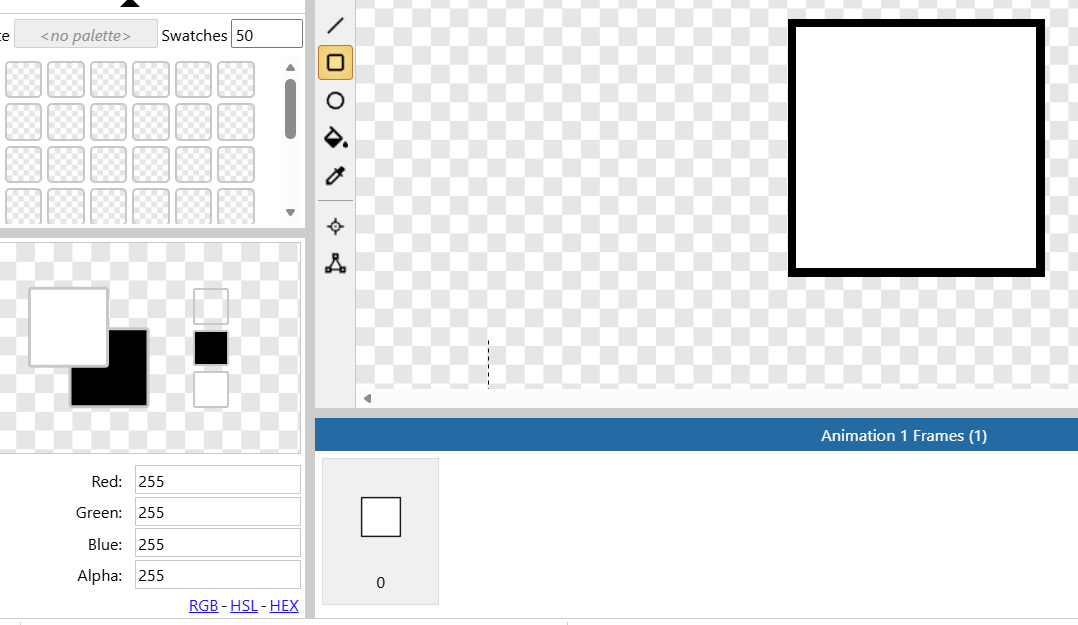 te <no palette> Swatches 50
Red: 255
Green: 255
Blue: 255
Alpha: 255
RGB - HSL - HEX
Animation 1 Frames (1)
0